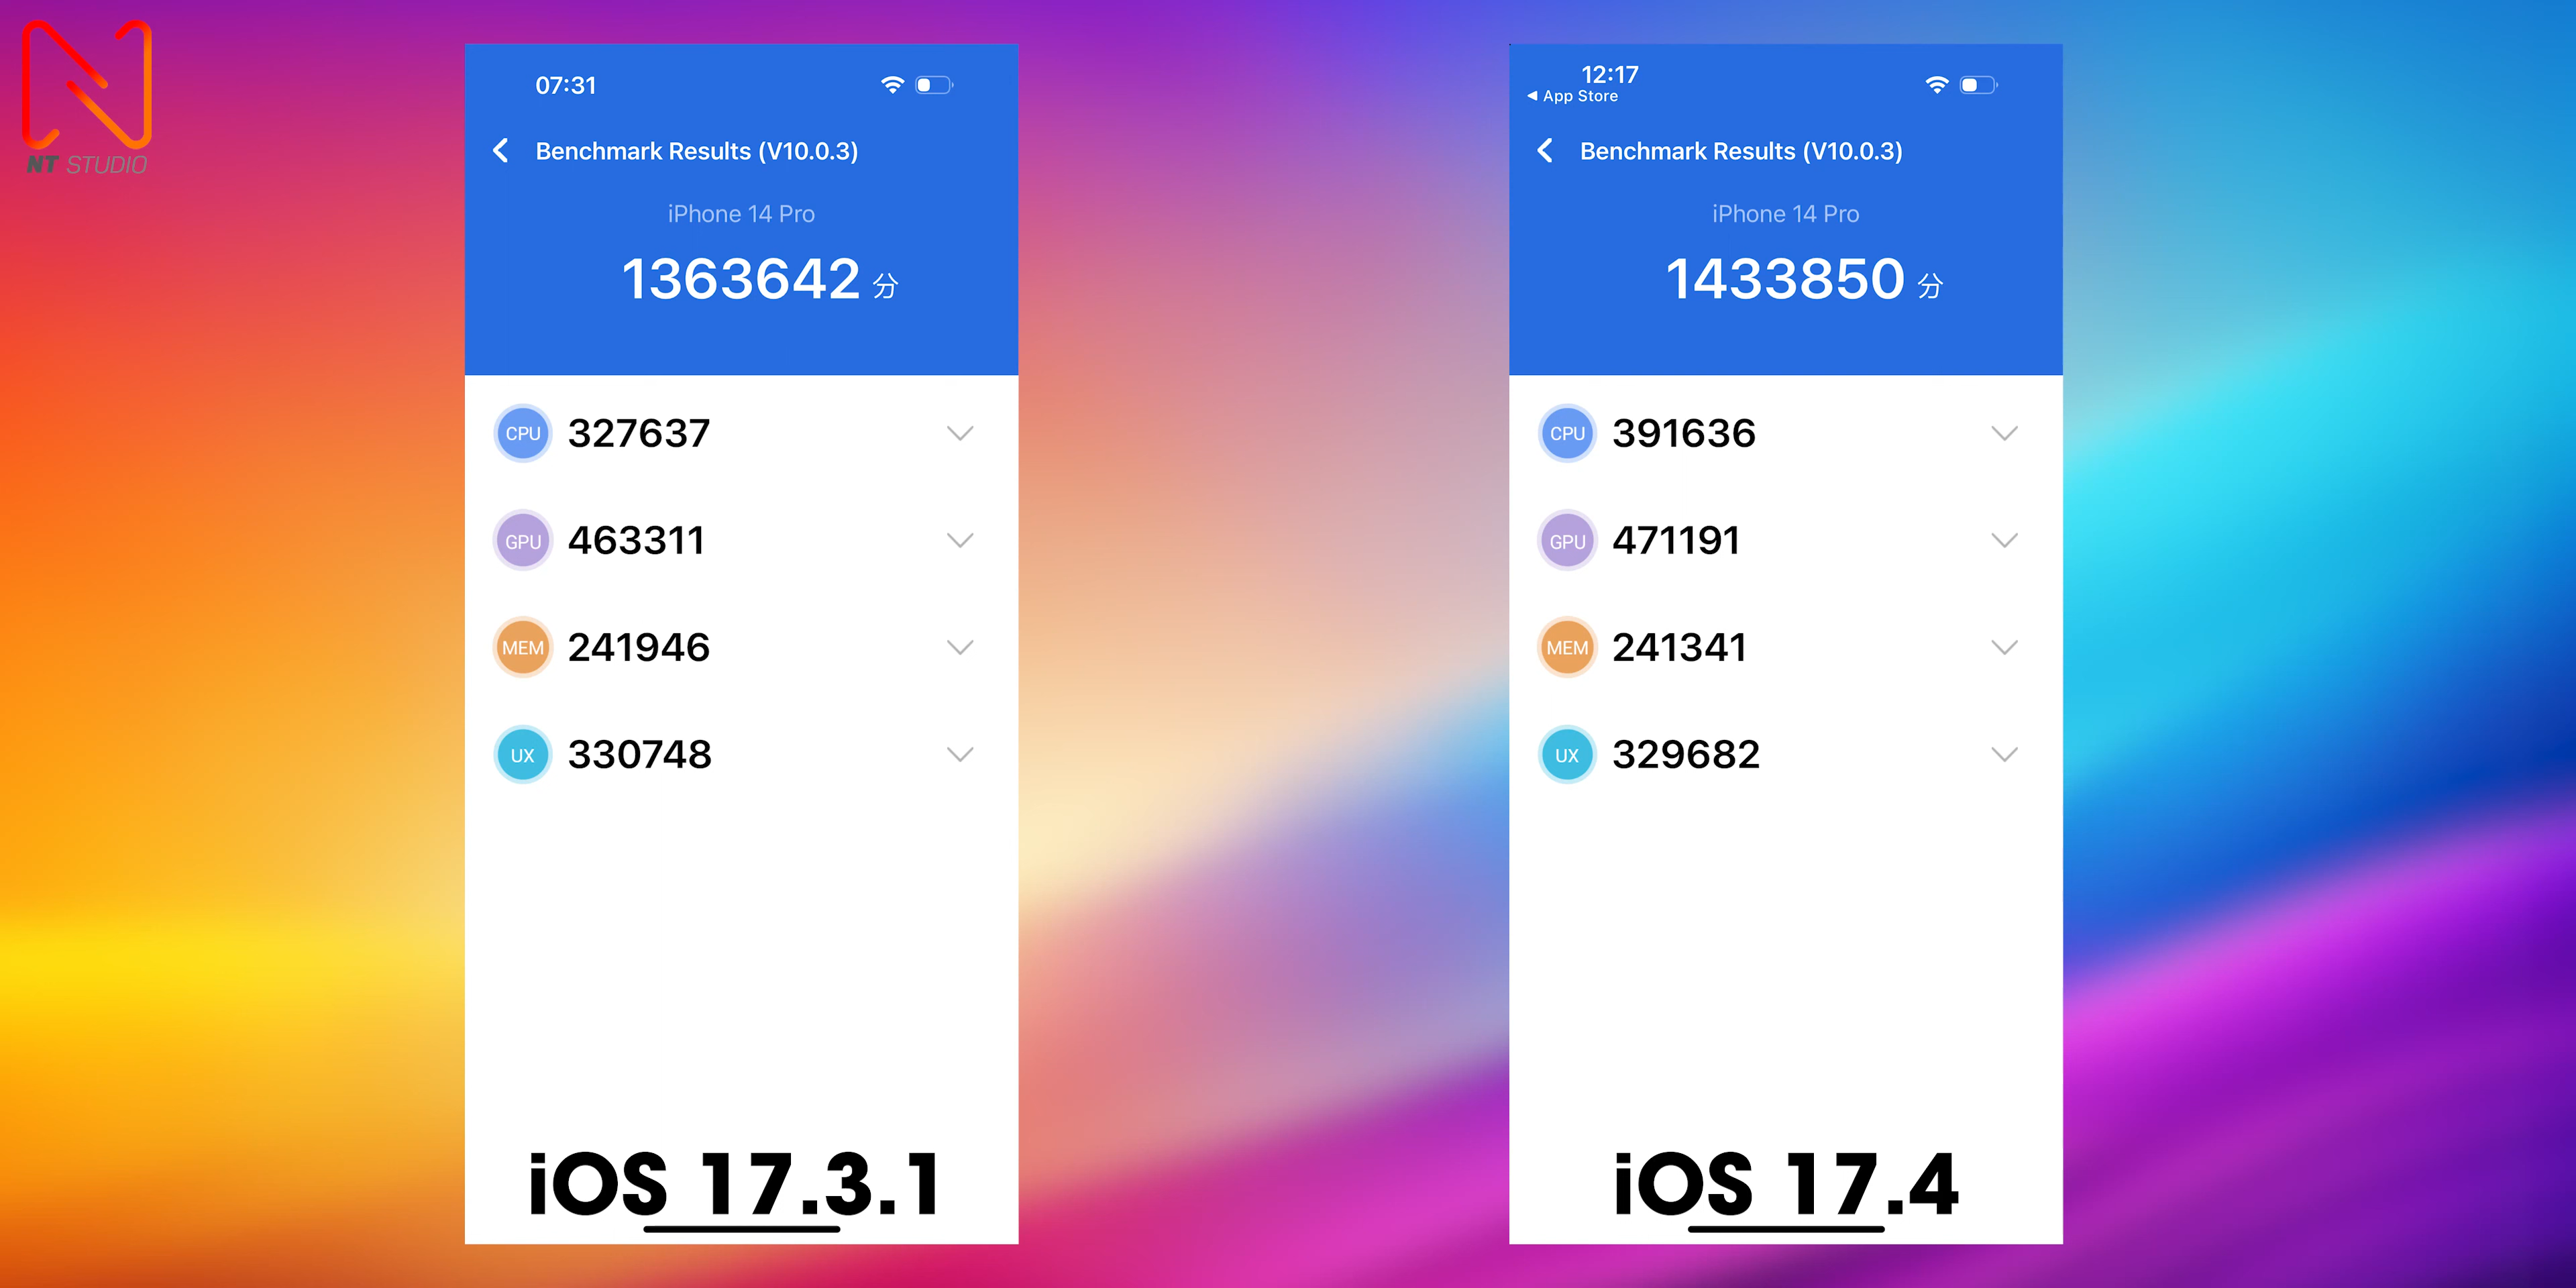 NT STUDIO
07:31
Benchmark Results (V10.0.3)
iPhone 14 Pro
1363642 分
CPU 327637
GPU 463311
MEM 241946
UX 330748
iOS 17.3.1
12:17
App Store
Benchmark Results (V10.0.3)
iPhone 14 Pro
1433850 分
CPU 391636
GPU 471191
MEM 241341
UX 329682
iOS 17.4